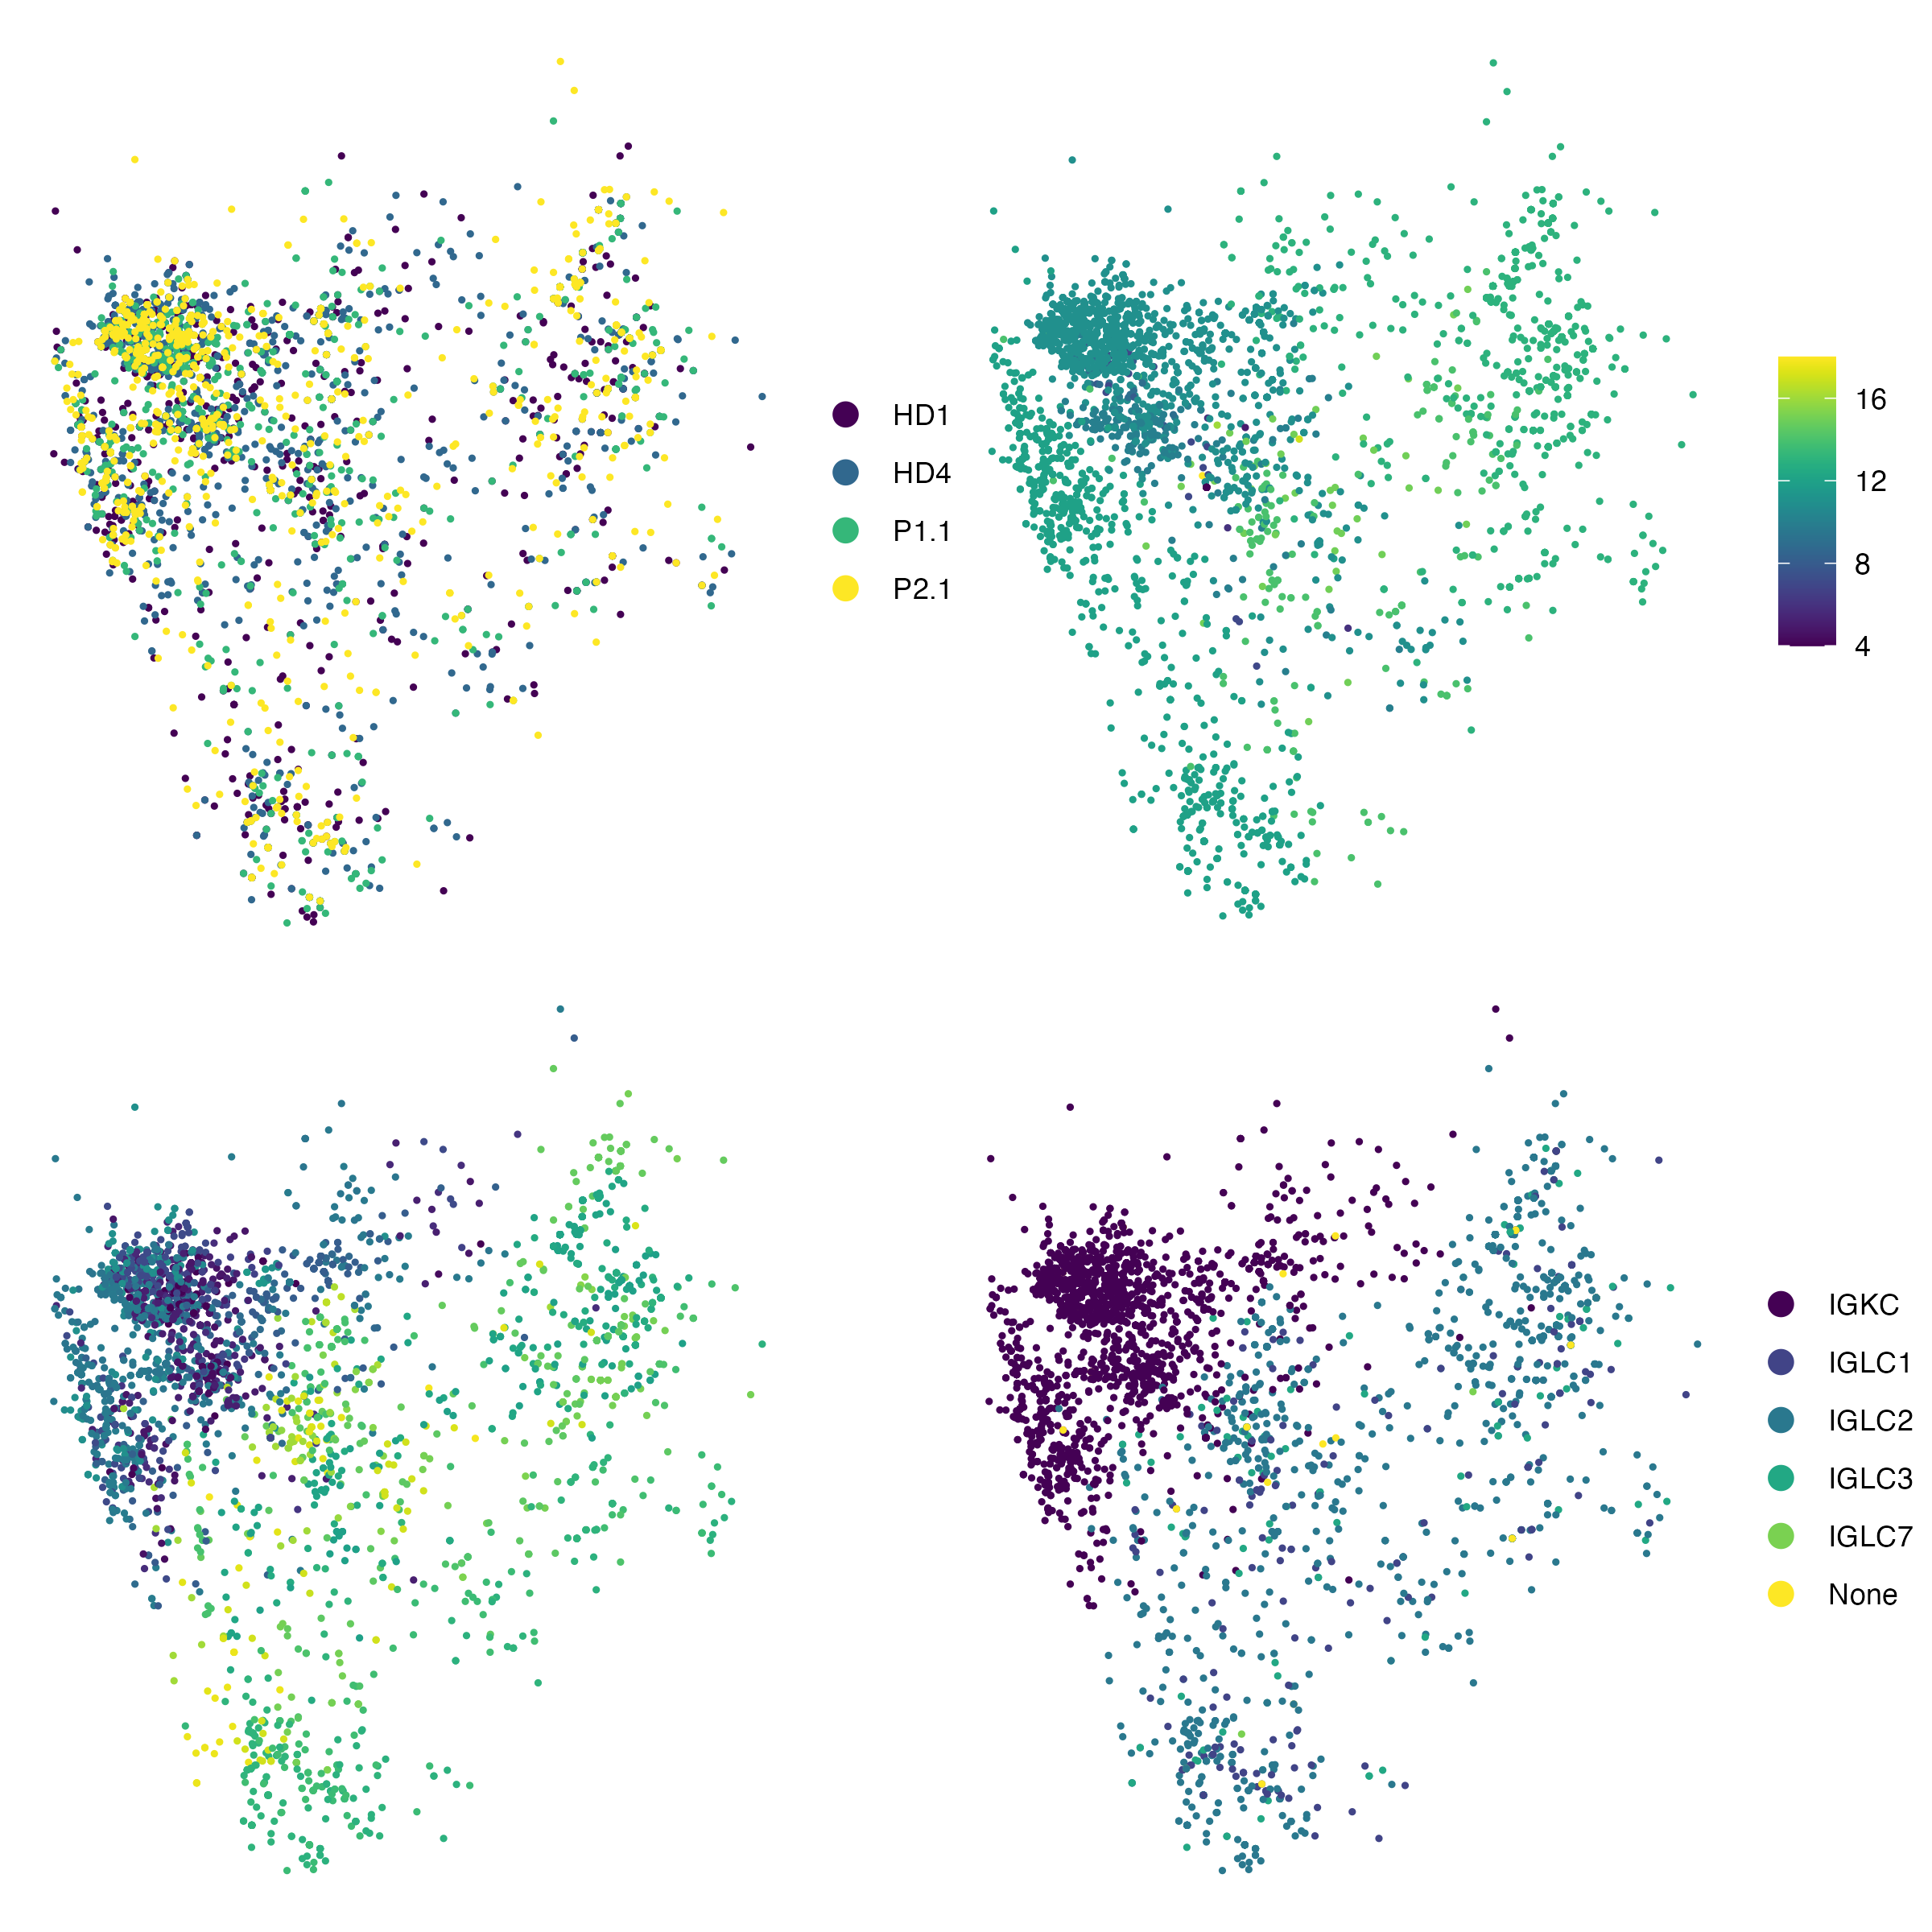 HD1
HD4
P1.1
P2.1
16
12
8
4
IGKC
IGLC1
IGLC2
IGLC3
IGLC7
None